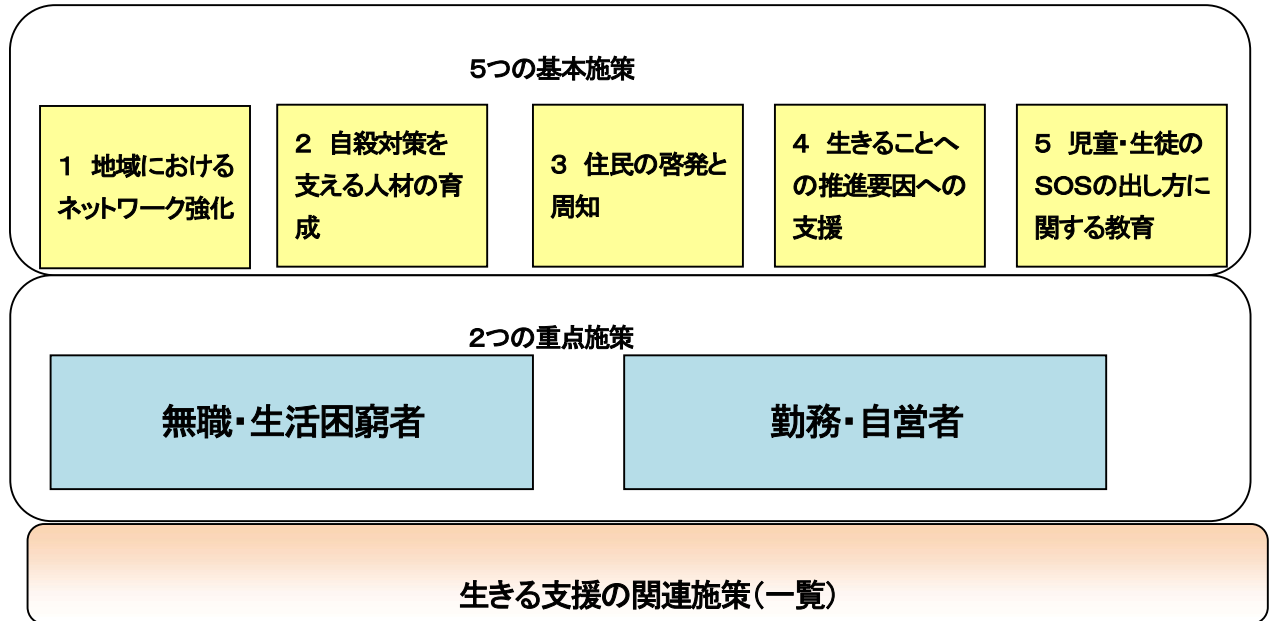 ５つの基本施策
１　地域における
ネットワーク強化
２　自殺対策を
支える人材の育
成
３　住民の啓発と
周知
４　生きることへ
の推進要因への
支援
５　児童・生徒の
SOSの出し方に
関する教育
２つの重点施策
無職・生活困窮者
勤務・自営者
生きる支援の関連施策（一覧）